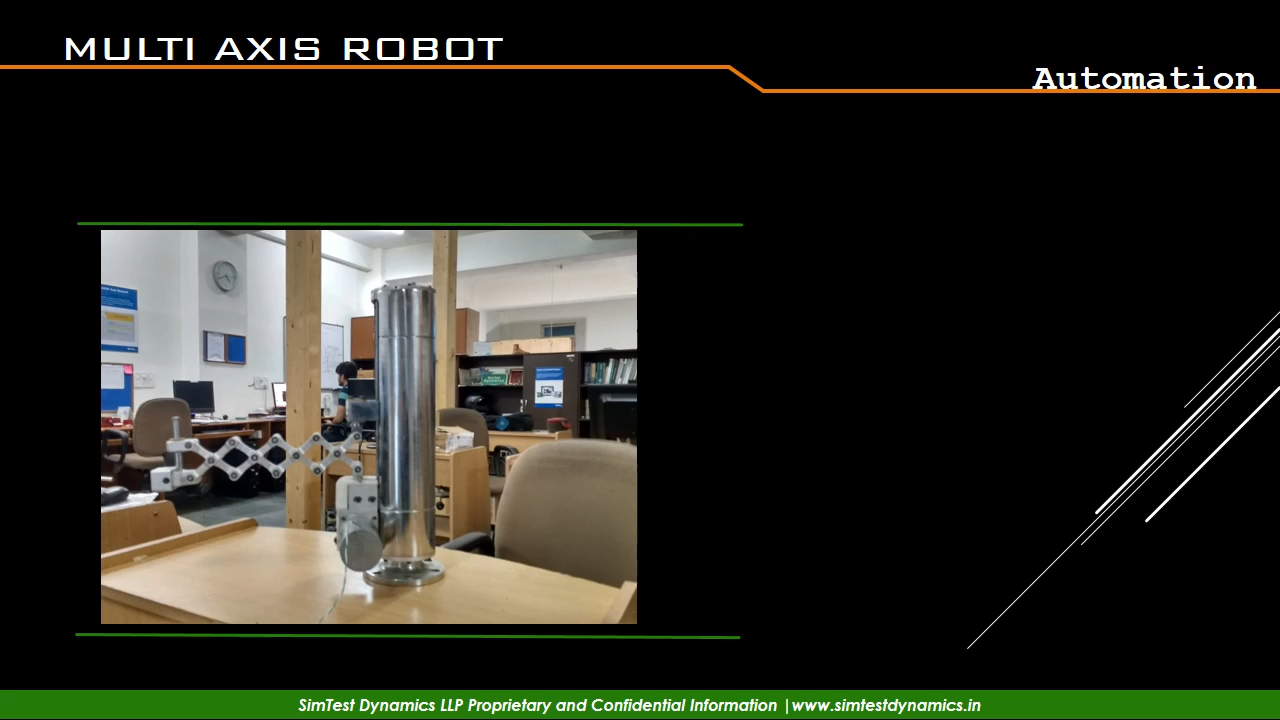 MULTI AXIS ROBOT
Automation
SimTest Dynamics LLP Proprietary and Confidential Information |www.simtestdynamics.in